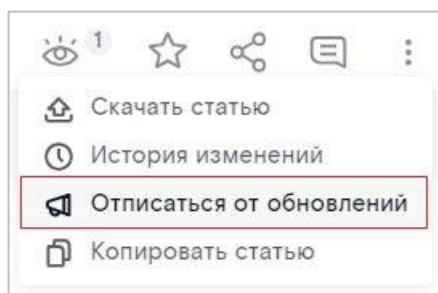 1
Скачать статью
История изменений
Отписаться от обновлений
Копировать статью